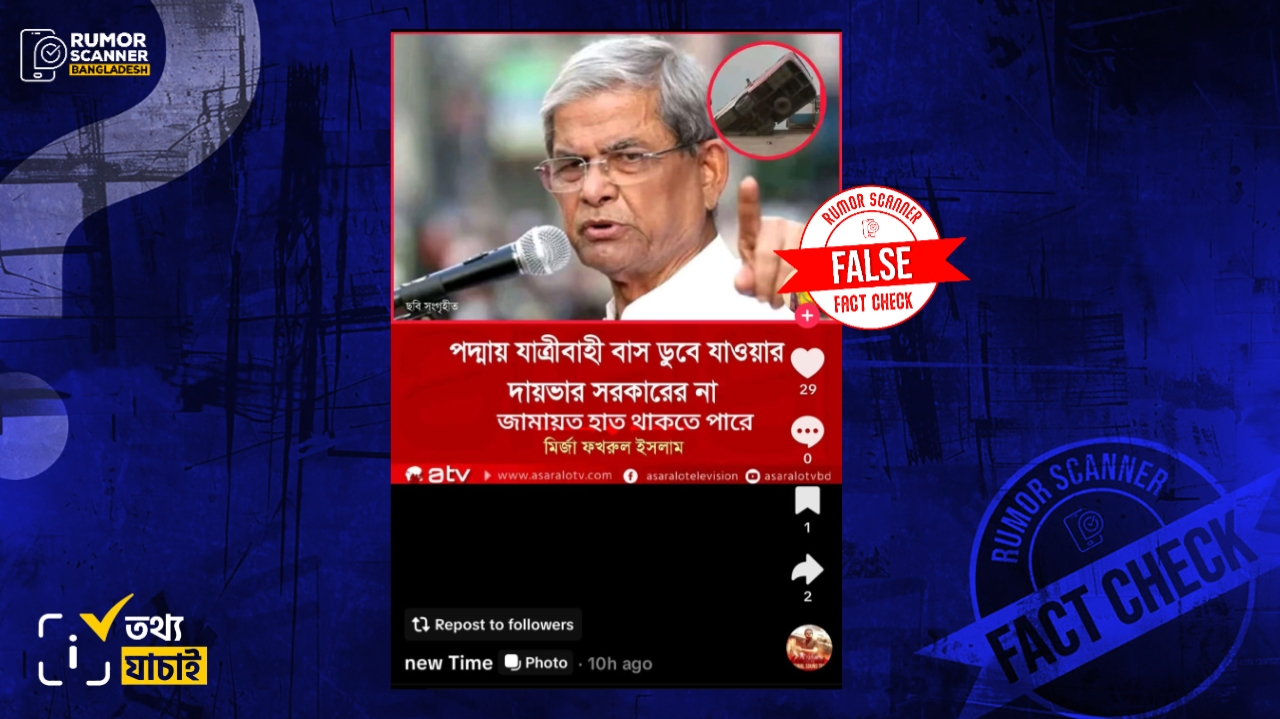 RUMOR
SCANNER
BANGLADESH
ছবি সংগৃহীত
RUMOR SCANNER
FALSE
FACT CHECK
পদ্মায় যাত্রীবাহী বাস ডুবে যাওয়ার
দায়ভার সরকারের না
জামায়ত হাত থাকতে পারে
মির্জা ফখরুল ইসলাম
atv www.asaralotv.com asaralotelevision asaralotvbd
29
0
1
2
Repost to followers
new Time Photo · 10h ago
তথ্য
যাচাই
RUMOR SCANNER
FACT CHECK